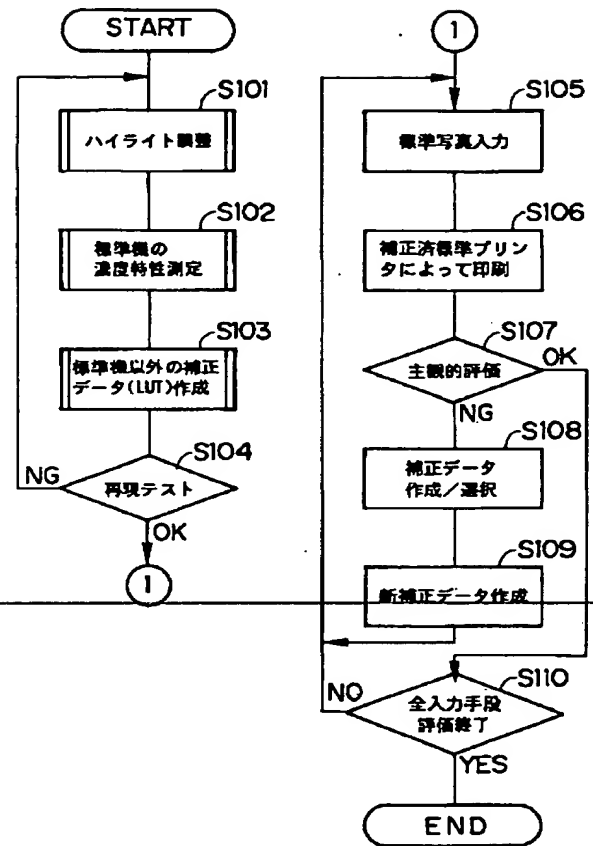 START
S101
ハイライト調整
S102
標準機の
濃度特性測定
S103
標準機以外の補正
データ(LUT)作成
S104
再現テスト
NG
OK
1
1
S105
標準写真入力
S106
補正済標準プリン
タによって印刷
S107
主観的評価
OK
NG
S108
補正データ
作成/選択
S109
新補正データ作成
S110
全入力手段
評価終了
NO
YES
END